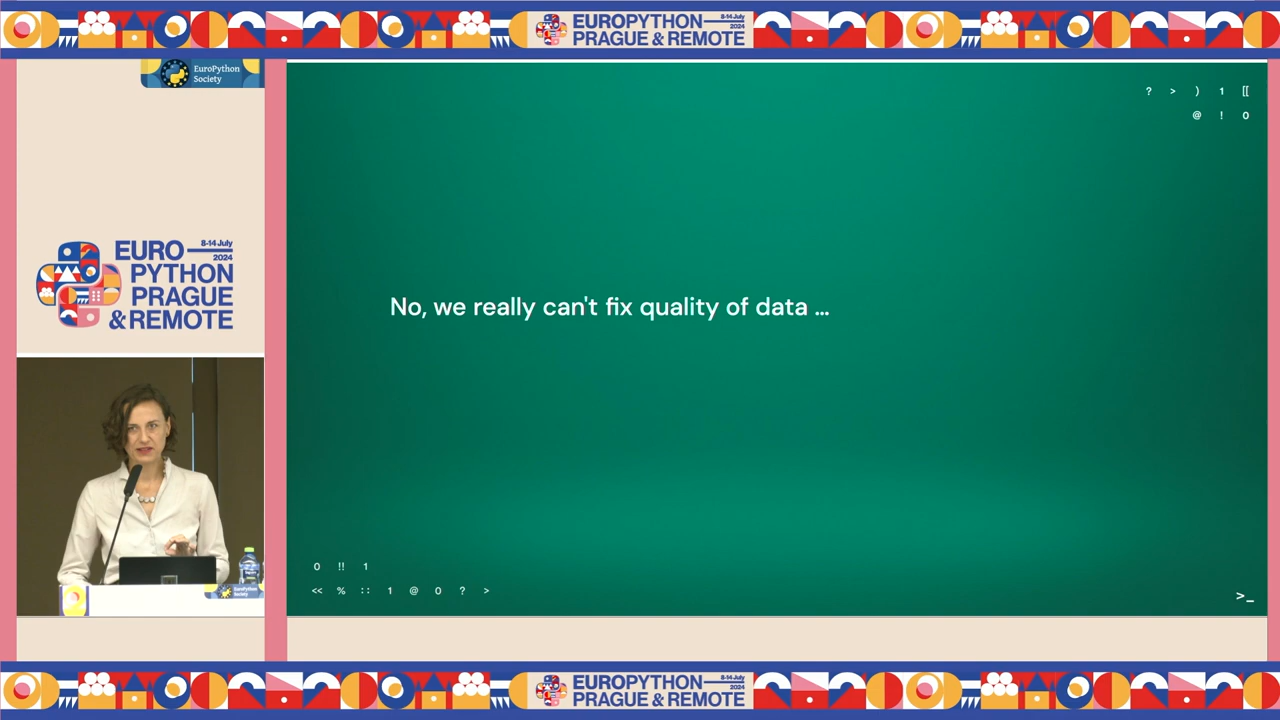 EUROPYTHON
8-14 July
2024
PRAGUE & REMOTE
EuroPython
Society
EURO
8-14 July
2024
PYTHON
PRAGUE
& REMOTE
? > ) 1 [[
@ ! 0
No, we really can't fix quality of data ...
0 !! 1
<< % :: 1 @ 0 ? >
>_
EuroPython
Society
EUROPYTHON
8-14 July
2024
PRAGUE & REMOTE